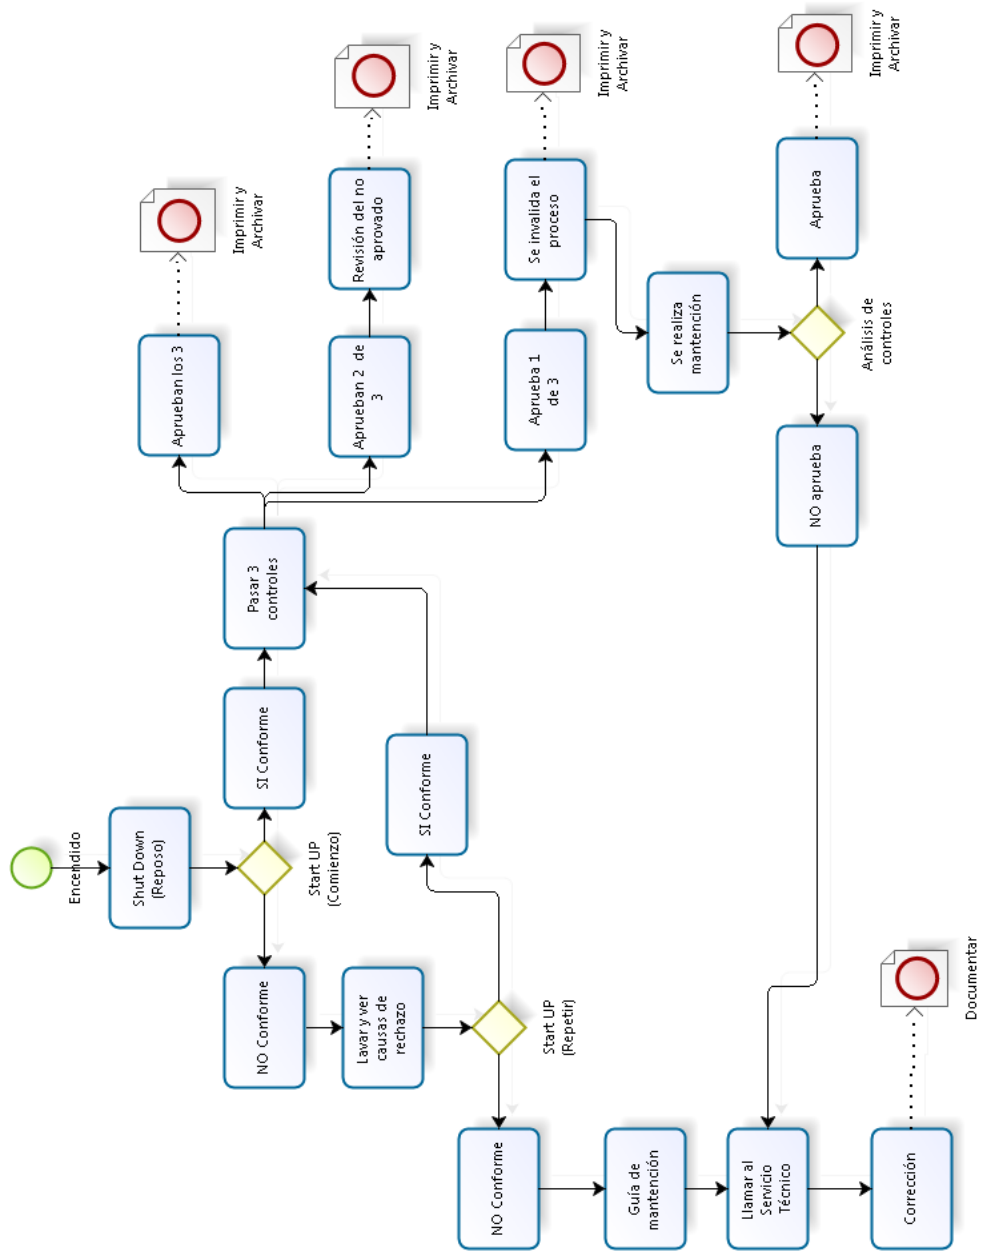 Encendido
Shut Down
(Reposo)
Start UP
(Comienzo)
SI Conforme
Pasar 3
controles
Aprueban los 3
Imprimir y
Archivar
Aprueban 2 de
3
Revisión del no
aprovado
Imprimir y
Archivar
Aprueba 1
de 3
Se invalida el
proceso
Imprimir y
Archivar
Se realiza
mantención
Análisis de
controles
Aprueba
Imprimir y
Archivar
NO aprueba
NO Conforme
Lavar y ver
causas de
rechazo
Start UP
(Repetir)
SI Conforme
NO Conforme
Guía de
mantención
Llamar al
Servicio
Técnico
Corrección
Documentar